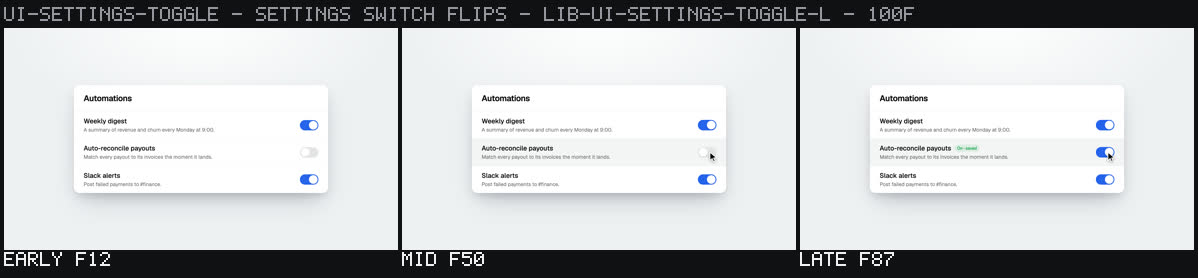 UI-SETTINGS-TOGGLE - SETTINGS SWITCH FLIPS - LIB-UI-SETTINGS-TOGGLE-L - 100F
Automations
Weekly digest
A summary of revenue and churn every Monday at 9:00.
Auto-reconcile payouts
Match every payout to its invoices the moment it lands.
Slack alerts
Post failed payments to #finance.
EARLY F12
Automations
Weekly digest
A summary of revenue and churn every Monday at 9:00.
Auto-reconcile payouts
Match every payout to its invoices the moment it lands.
Slack alerts
Post failed payments to #finance.
MID F50
Automations
Weekly digest
A summary of revenue and churn every Monday at 9:00.
Auto-reconcile payouts
Match every payout to its invoices the moment it lands.
Slack alerts
Post failed payments to #finance.
LATE F87